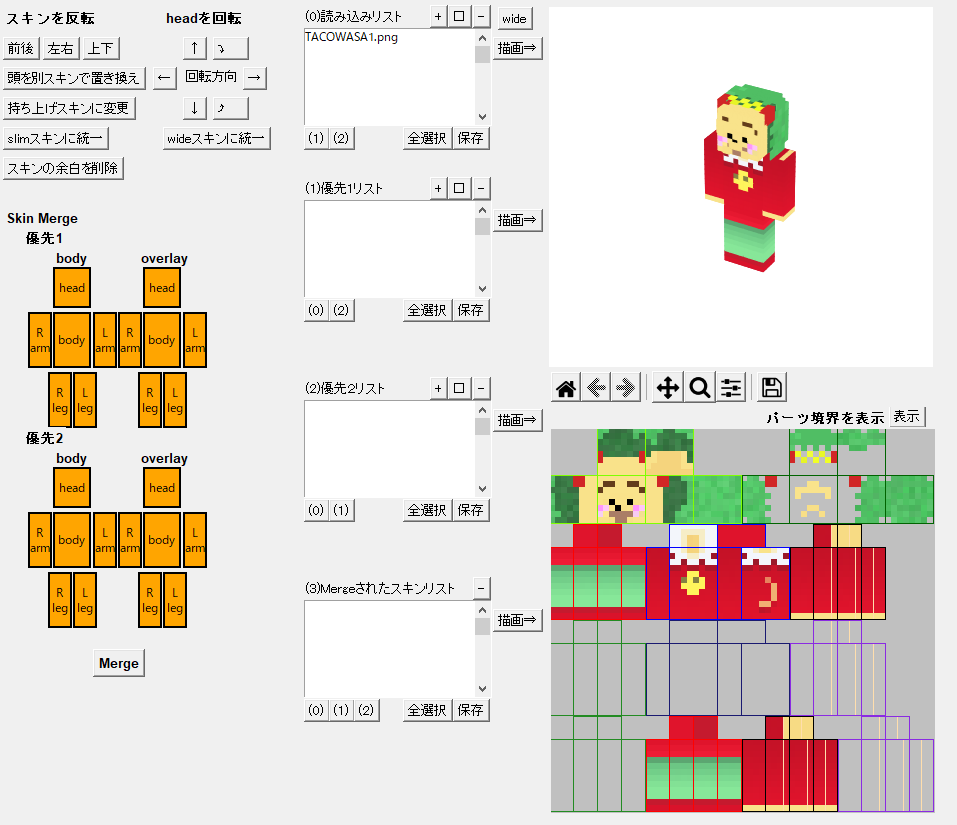 スキンを反転
headを回転
前後
左右
上下
↑
⤵
頭を別スキンで置き換え
←
回転方向
→
持ち上げスキンに変更
↓
⤴
slimスキンに統一
wideスキンに統一
スキンの余白を削除
Skin Merge
優先1
body
overlay
head
head
R arm
body
L arm
R arm
body
L arm
R leg
L leg
R leg
L leg
優先2
body
overlay
head
head
R arm
body
L arm
R arm
body
L arm
R leg
L leg
R leg
L leg
Merge
(0)読み込みリスト
+
□
-
wide
TACOWASA1.png
描画⇒
(1)
(2)
全選択
保存
(1)優先1リスト
+
□
-
描画⇒
(0)
(2)
全選択
保存
(2)優先2リスト
+
□
-
描画⇒
(0)
(1)
全選択
保存
(3)Mergeされたスキンリスト
-
描画⇒
(0)
(1)
(2)
全選択
保存
パーツ境界を表示
表示